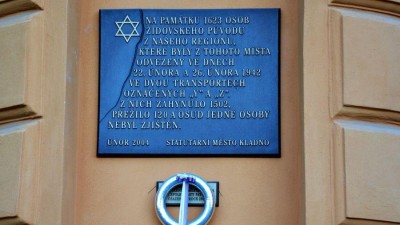 NA PAMÁTKU 1623 OSOB
ŽIDOVSKÉHO PŮVODU
Z NAŠEHO REGIONU,
KTERÉ BYLY Z TOHOTO MÍSTA
ODVEZENY VE DNECH
22. ÚNORA A 26. ÚNORA 1942
VE DVOU TRANSPORTECH
OZNAČENÝCH „Y“ A „Z“.
Z NICH ZAHYNULO 1502,
PŘEŽILO 120 A OSUD JEDNÉ OSOBY
NEBYL ZJIŠTĚN.
ÚNOR 2004 STATUTÁRNÍ MĚSTO KLADNO